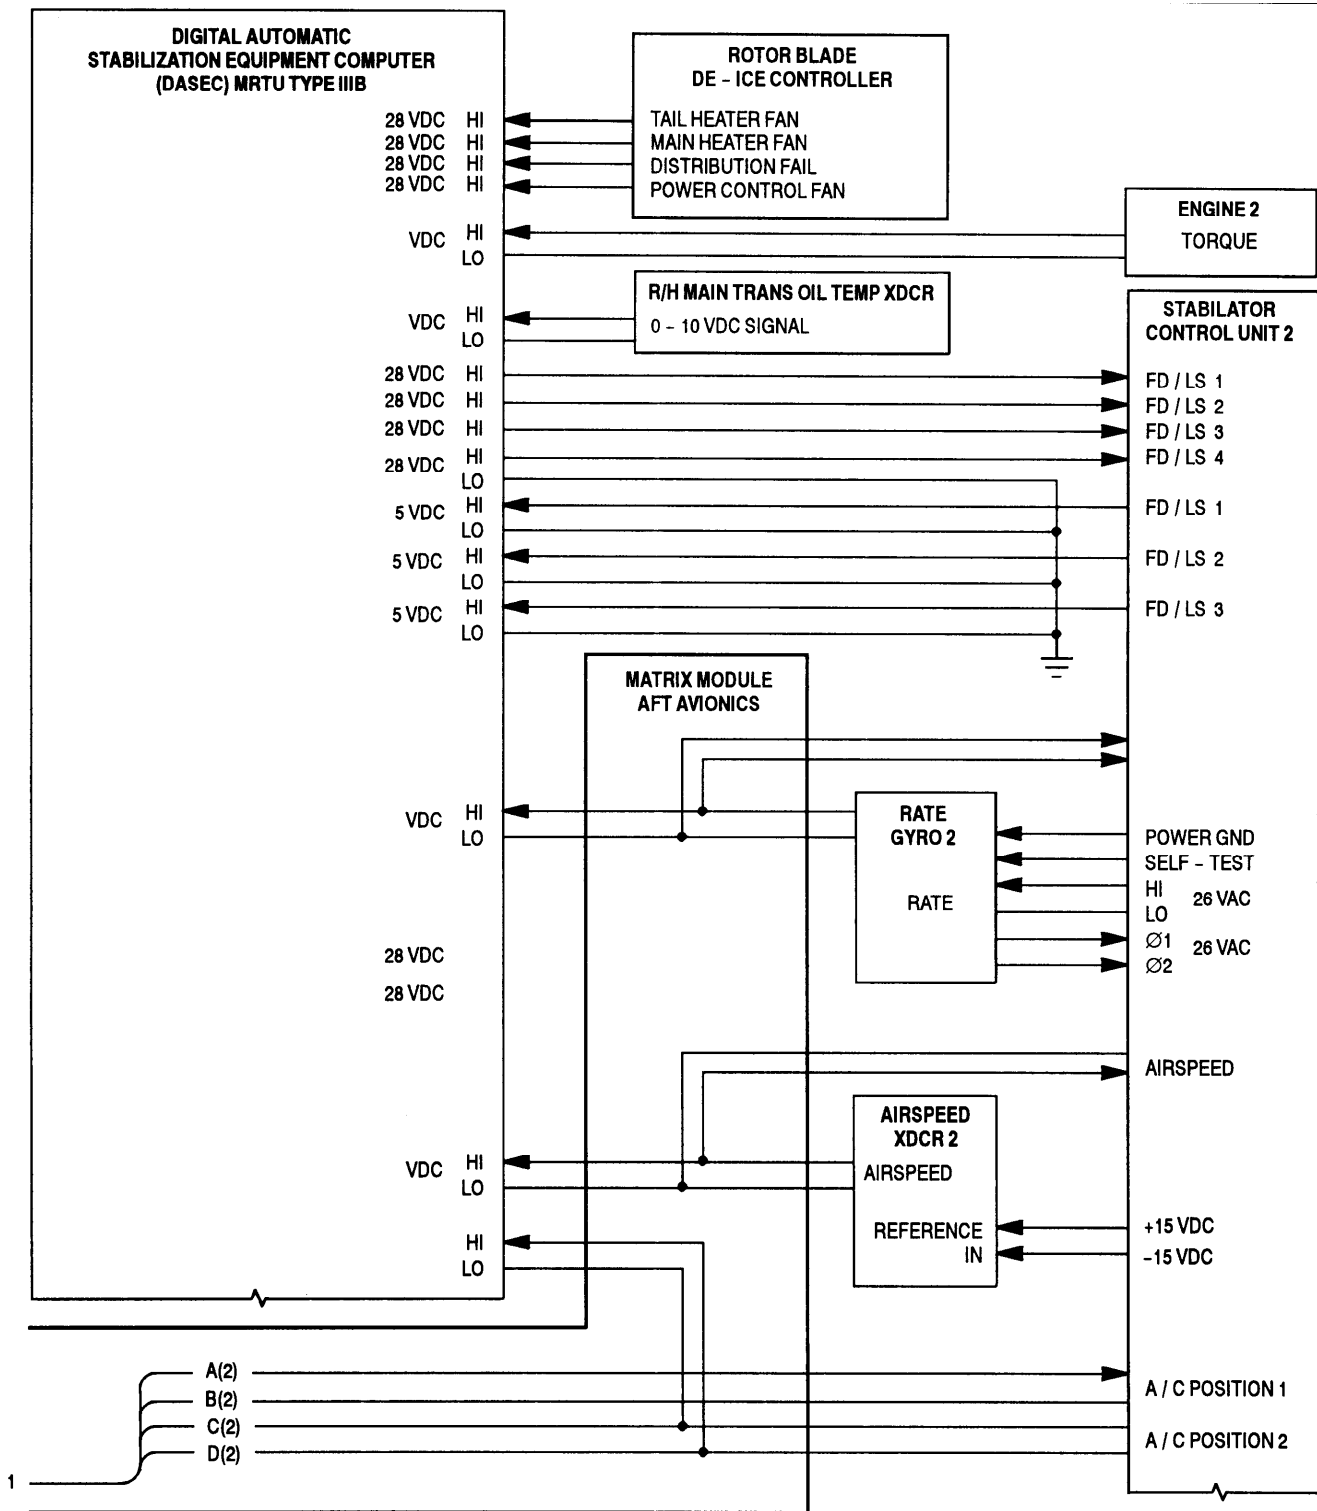 DIGITAL AUTOMATIC
STABILIZATION EQUIPMENT COMPUTER
(DASEC) MRTU TYPE IIIB
28 VDC HI
28 VDC HI
28 VDC HI
28 VDC HI
VDC HI
LO
VDC HI
LO
28 VDC HI
28 VDC HI
28 VDC HI
28 VDC HI
LO
5 VDC HI
LO
5 VDC HI
LO
5 VDC HI
LO
VDC HI
LO
28 VDC
28 VDC
VDC HI
LO
HI
LO
ROTOR BLADE
DE – ICE CONTROLLER
TAIL HEATER FAN
MAIN HEATER FAN
DISTRIBUTION FAIL
POWER CONTROL FAN
ENGINE 2
TORQUE
R/H MAIN TRANS OIL TEMP XDCR
0 – 10 VDC SIGNAL
STABILATOR
CONTROL UNIT 2
FD / LS 1
FD / LS 2
FD / LS 3
FD / LS 4
FD / LS 1
FD / LS 2
FD / LS 3
MATRIX MODULE
AFT AVIONICS
RATE
GYRO 2
RATE
POWER GND
SELF – TEST
HI
LO
26 VAC
Ø1
Ø2
26 VAC
AIRSPEED
AIRSPEED
XDCR 2
AIRSPEED
REFERENCE
IN
+15 VDC
–15 VDC
A(2)
B(2)
C(2)
D(2)
A / C POSITION 1
A / C POSITION 2
1